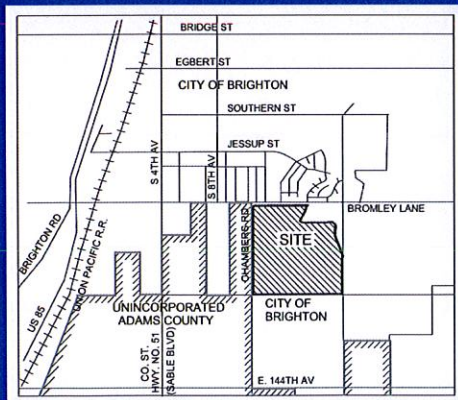 BRIDGE ST
EGBERT ST
CITY OF BRIGHTON
SOUTHERN ST
JESSUP ST
S 4TH AV
S 8TH AV
BROMLEY LANE
BRIGHTON RD
US 85
UNION PACIFIC R.R.
CHAMBERS RD
SITE
UNINCORPORATED
ADAMS COUNTY
CITY OF
BRIGHTON
CO. ST.
HWY. NO. 51
(SABLE BLVD)
E. 144TH AV